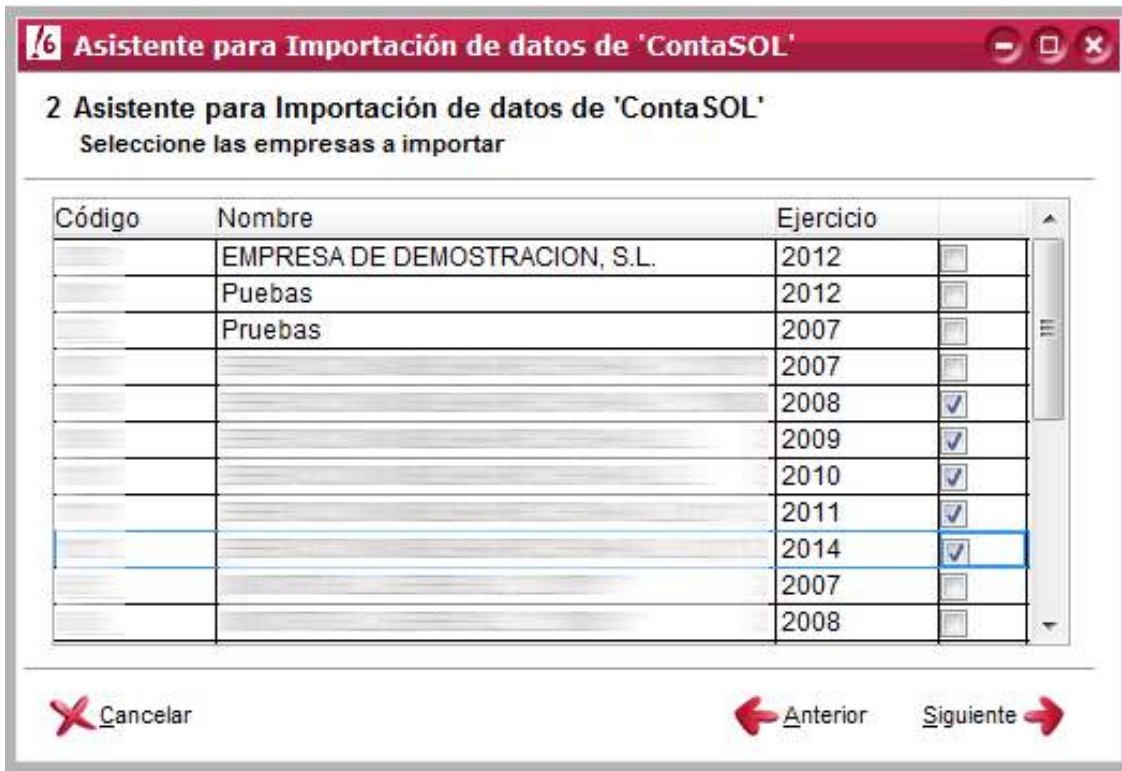 Asistente para Importación de datos de 'ContaSOL'
2 Asistente para Importación de datos de 'ContaSOL'
Seleccione las empresas a importar
Código Nombre Ejercicio
EMPRESA DE DEMOSTRACION, S.L. 2012
Puebas 2012
Pruebas 2007
2007
2008
2009
2010
2011
2014
2007
2008
Cancelar Anterior Siguiente